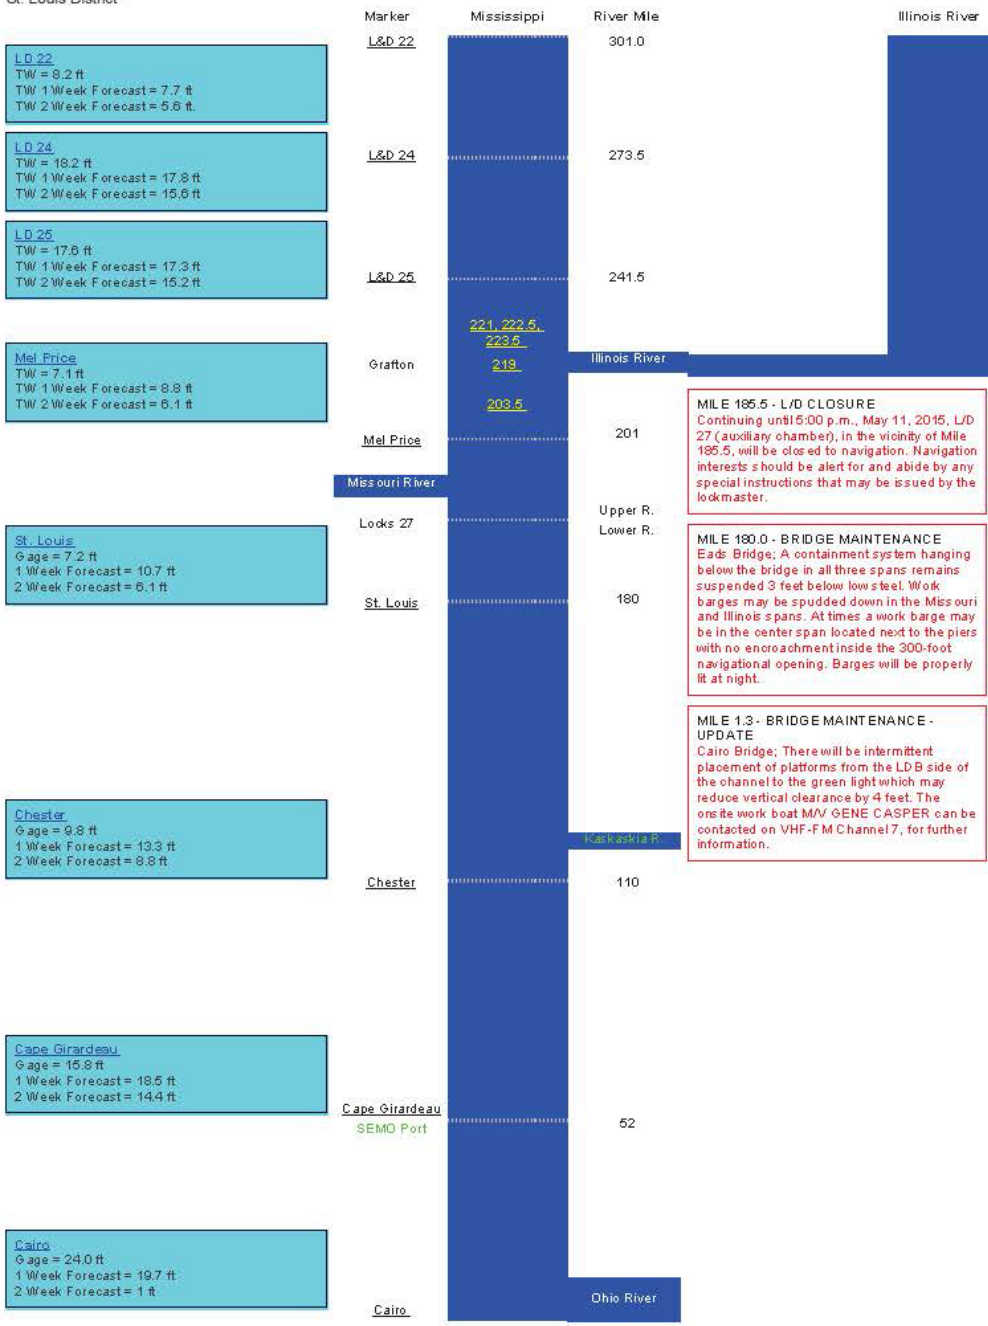 St. Louis District
Marker
Mississippi
River Mile
Illinois River
L&D 22
301.0
LD 22
TW = 8.2 ft
TW 1 Week Forecast = 7.7 ft
TW 2 Week Forecast = 5.6 ft.
LD 24
TW = 18.2 ft
TW 1 Week Forecast = 17.8 ft
TW 2 Week Forecast = 15.6 ft
L&D 24
273.5
LD 25
TW = 17.6 ft
TW 1 Week Forecast = 17.3 ft
TW 2 Week Forecast = 15.2 ft
L&D 25
241.5
221, 222.5,
223.5
Mel Price
TW = 7.1 ft
TW 1 Week Forecast = 8.8 ft
TW 2 Week Forecast = 6.1 ft
Grafton
219
Illinois River
203.5
Mel Price
201
MILE 185.5 - L/D CLOSURE
Continuing until 5:00 p.m., May 11, 2015, L/D
27 (auxiliary chamber), in the vicinity of Mile
185.5, will be closed to navigation. Navigation
interests should be alert for and abide by any
special instructions that may be issued by the
lockmaster.
Missouri River
Locks 27
Upper R.
Lower R.
St. Louis
Gage = 7.2 ft
1 Week Forecast = 10.7 ft
2 Week Forecast = 6.1 ft
St. Louis
180
MILE 180.0 - BRIDGE MAINTENANCE
Eads Bridge; A containment system hanging
below the bridge in all three spans remains
suspended 3 feet below low steel. Work
barges may be spudded down in the Missouri
and Illinois spans. At times a work barge may
be in the center span located next to the piers
with no encroachment inside the 300-foot
navigational opening. Barges will be properly
lit at night.
MILE 1.3 - BRIDGE MAINTENANCE -
UPDATE
Cairo Bridge; There will be intermittent
placement of platforms from the LDB side of
the channel to the green light which may
reduce vertical clearance by 4 feet. The
onsite work boat M/V GENE CASPER can be
contacted on VHF-FM Channel 7, for further
information.
Chester
Gage = 9.8 ft
1 Week Forecast = 13.3 ft
2 Week Forecast = 8.8 ft
Kaskaskia R
Chester
110
Cape Girardeau
Gage = 15.8 ft
1 Week Forecast = 18.5 ft
2 Week Forecast = 14.4 ft
Cape Girardeau
SEMO Port
52
Cairo
Gage = 24.0 ft
1 Week Forecast = 19.7 ft
2 Week Forecast = 1 ft
Cairo
Ohio River